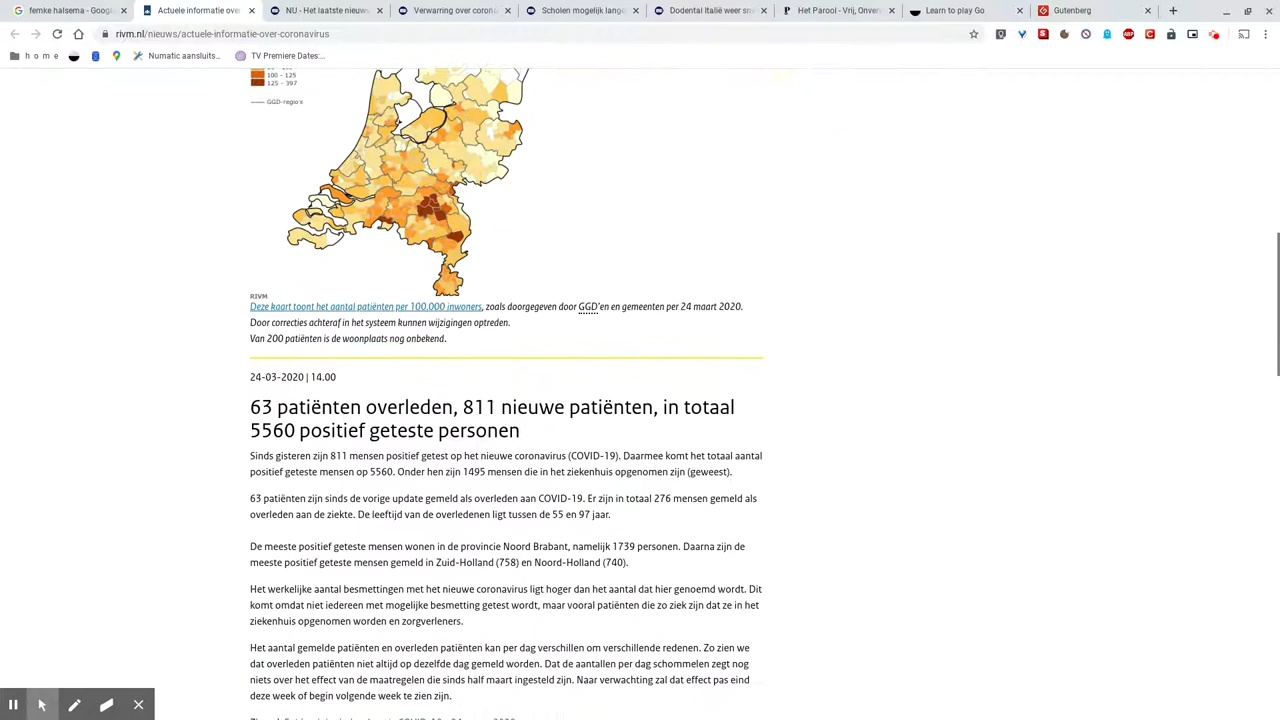 femke halsema - Goog
Actuele informatie ove
NU - Het laatste nieuws
Verwarring over coron
Scholen mogelijk lange
Dodental Italië weer sn
Het Parool - Vrij, Onver
Learn to play Go
Gutenberg
rivm.nl/nieuws/actuele-informatie-over-coronavirus
h o m e
Numatic aansluits...
TV Premiere Dates:...
100 - 125
125 - 397
GGD-regio's
RIVM
Deze kaart toont het aantal patiënten per 100.000 inwoners, zoals doorgegeven door GGD'en en gemeenten per 24 maart 2020.
Door correcties achteraf in het systeem kunnen wijzigingen optreden.
Van 200 patiënten is de woonplaats nog onbekend.
24-03-2020 | 14.00
63 patiënten overleden, 811 nieuwe patiënten, in totaal
5560 positief geteste personen
Sinds gisteren zijn 811 mensen positief getest op het nieuwe coronavirus (COVID-19). Daarmee komt het totaal aantal
positief geteste mensen op 5560. Onder hen zijn 1495 mensen die in het ziekenhuis opgenomen zijn (geweest).
63 patiënten zijn sinds de vorige update gemeld als overleden aan COVID-19. Er zijn in totaal 276 mensen gemeld als
overleden aan de ziekte. De leeftijd van de overledenen ligt tussen de 55 en 97 jaar.
De meeste positief geteste mensen wonen in de provincie Noord Brabant, namelijk 1739 personen. Daarna zijn de
meeste positief geteste mensen gemeld in Zuid-Holland (758) en Noord-Holland (740).
Het werkelijke aantal besmettingen met het nieuwe coronavirus ligt hoger dan het aantal dat hier genoemd wordt. Dit
komt omdat niet iedereen met mogelijke besmetting getest wordt, maar vooral patiënten die zo ziek zijn dat ze in het
ziekenhuis opgenomen worden en zorgverleners.
Het aantal gemelde patiënten en overleden patiënten kan per dag verschillen om verschillende redenen. Zo zien we
dat overleden patiënten niet altijd op dezelfde dag gemeld worden. Dat de aantallen per dag schommelen zegt nog
niets over het effect van de maatregelen die sinds half maart ingesteld zijn. Naar verwachting zal dat effect pas eind
deze week of begin volgende week te zien zijn.